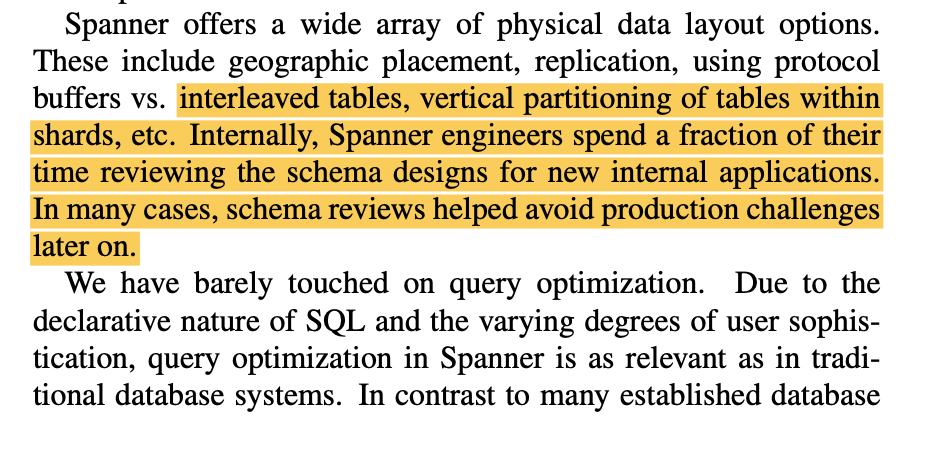 Spanner offers a wide array of physical data layout options.
These include geographic placement, replication, using protocol
buffers vs. interleaved tables, vertical partitioning of tables within
shards, etc. Internally, Spanner engineers spend a fraction of their
time reviewing the schema designs for new internal applications.
In many cases, schema reviews helped avoid production challenges
later on.
We have barely touched on query optimization. Due to the
declarative nature of SQL and the varying degrees of user sophis-
tication, query optimization in Spanner is as relevant as in tradi-
tional database systems. In contrast to many established database